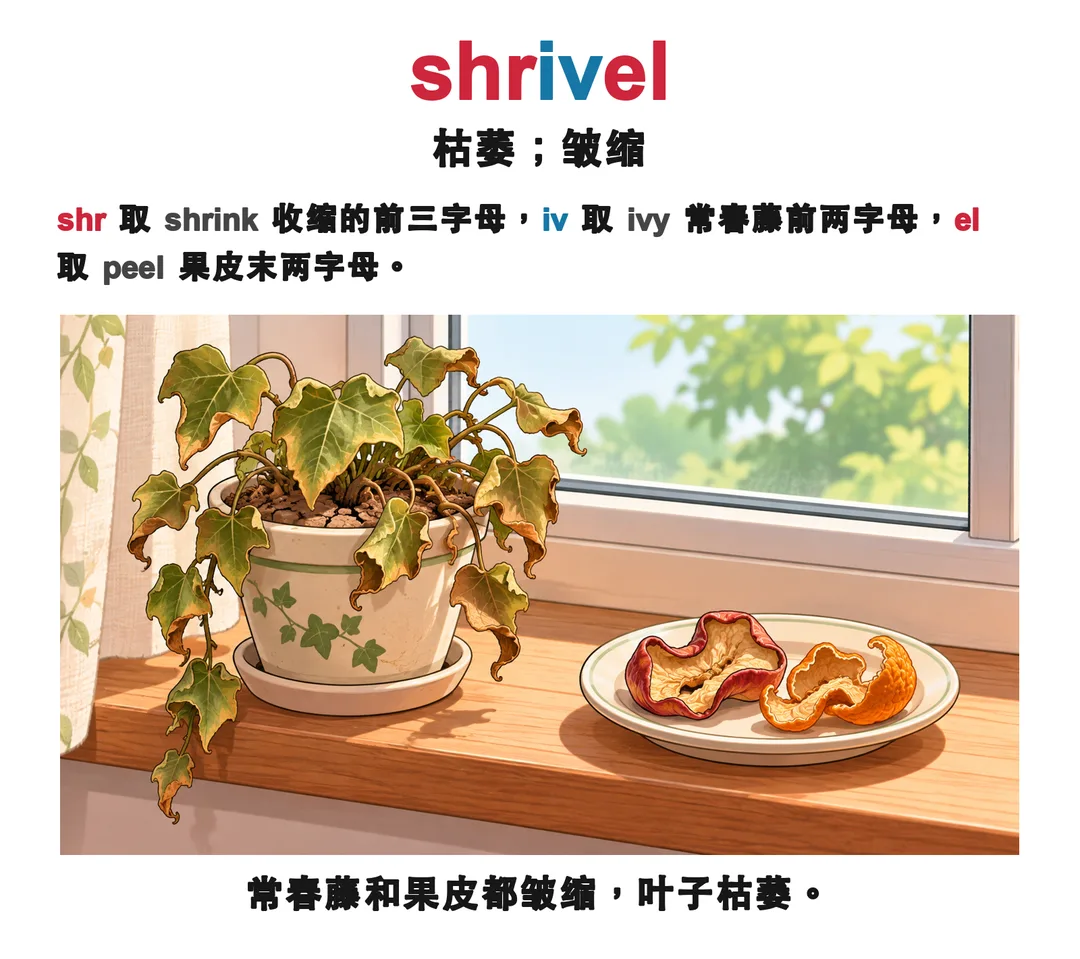 shrivel
枯萎；皱缩
shr 取 shrink 收缩的前三字母，iv 取 ivy 常春藤前两字母，el
取 peel 果皮末两字母。
常春藤和果皮都皱缩，叶子枯萎。